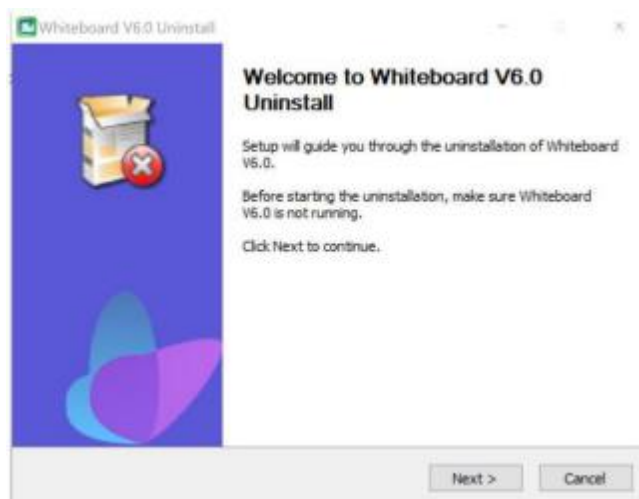 Whiteboard V6.0 Uninstall
Welcome to Whiteboard V6.0
Uninstall
Setup will guide you through the uninstallation of Whiteboard
V6.0.
Before starting the uninstallation, make sure Whiteboard
V6.0 is not running.
Click Next to continue.
Next >
Cancel